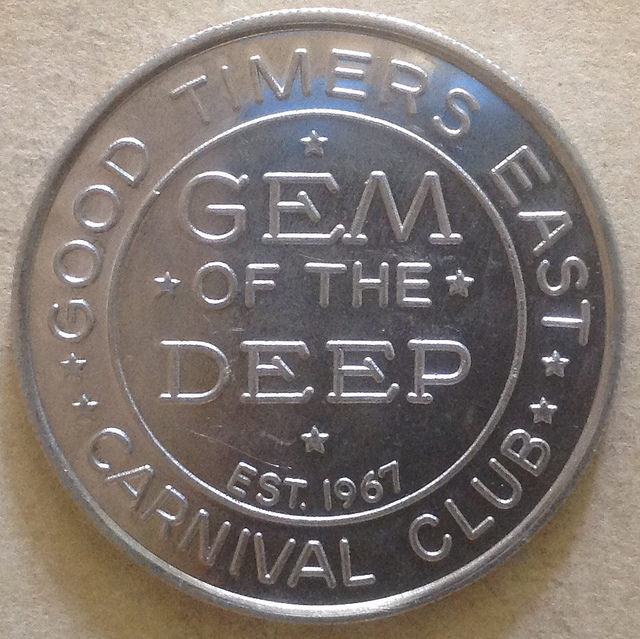 GOOD TIMERS EAST
GEM
OF THE
DEEP
EST. 1967
CARNIVAL CLUB